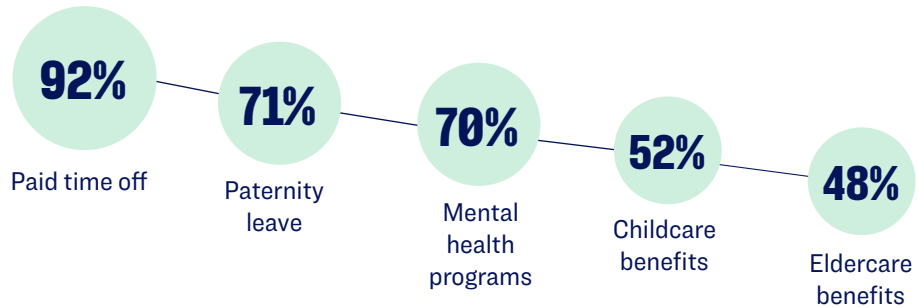 92%
Paid time off
71%
Paternity
leave
70%
Mental
health
programs
52%
Childcare
benefits
48%
Eldercare
benefits